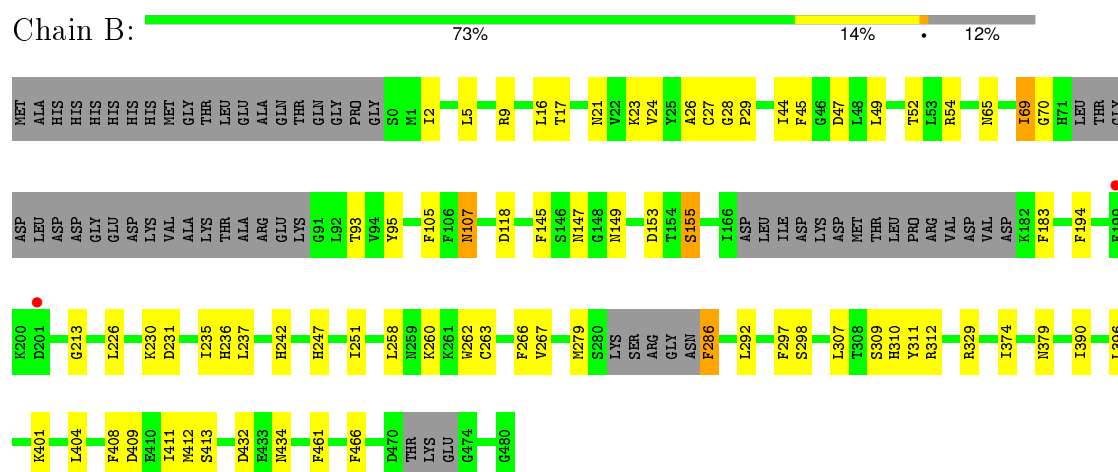 Chain B:
73% 14% • 12%
MET ALA HIS HIS HIS HIS HIS HIS MET GLY THR LEU GLU ALA GLN THR GLN GLY PRO GLY S0 M1 I2 L5 R9 L16 T17 N21 V22 K23 V24 Y25 A26 C27 G28 P29 I44 F45 G46 D47 L48 L49 T52 L53 R54 N65 I69 G70 H71 LEU THR GLY
ASP LEU ASP ASP GLY GLU ASP LYS VAL ALA LYS THR ALA ARG GLU LYS G91 L92 T93 V94 Y95 F105 F106 N107 D118 F145 S146 N147 G148 N149 D153 T154 S155 I166 ASP LEU ILE ASP LYS ASP MET THR LEU PRO ARG VAL ASP VAL ASP K182 F183 F194 E199
K200 D201 G213 L226 K230 D231 I235 H236 L237 H242 H247 I251 L258 N259 K260 K261 W262 C263 F266 V267 M279 S280 LYS SER ARG GLY ASN F286 L292 F297 S298 L307 T308 S309 H310 Y311 R312 R329 I374 N379 I390 L396
K401 L404 F408 D409 E410 I411 M412 S413 D432 E433 N434 F461 F466 D470 THR LYS GLU G474 G480